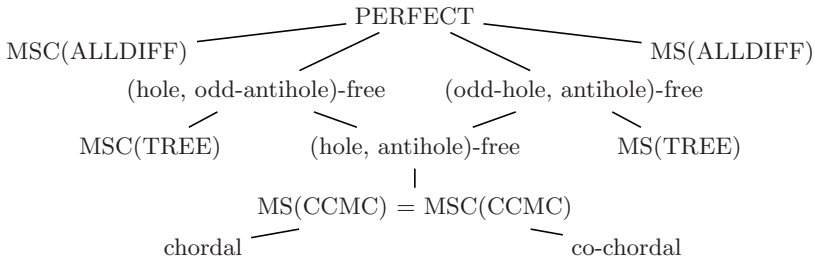 PERFECT
MSC(ALLDIFF)
MS(ALLDIFF)
(hole, odd-antihole)-free
(odd-hole, antihole)-free
MSC(TREE)
(hole, antihole)-free
MS(TREE)
MS(CCMC) = MSC(CCMC)
chordal
co-chordal